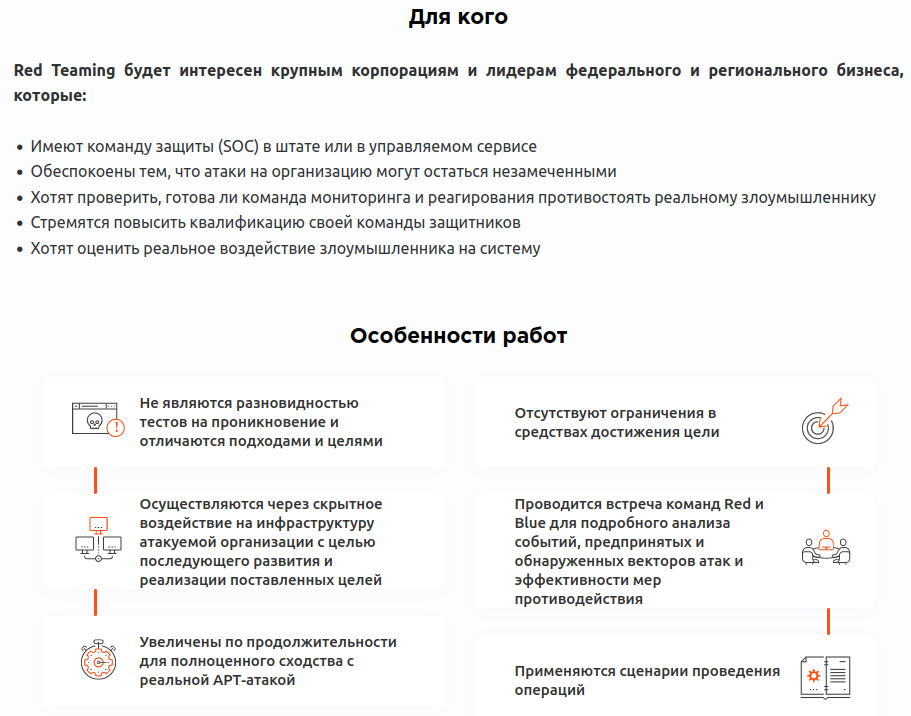 Для кого
Red Teaming будет интересен крупным корпорациям и лидерам федерального и регионального бизнеса,
которые:
• Имеют команду защиты (SOC) в штате или в управляемом сервисе
• Обеспокоены тем, что атаки на организацию могут остаться незамеченными
• Хотят проверить, готова ли команда мониторинга и реагирования противостоять реальному злоумышленнику
• Стремятся повысить квалификацию своей команды защитников
• Хотят оценить реальное воздействие злоумышленника на систему
Особенности работ
Не являются разновидностью
тестов на проникновение и
отличаются подходами и целями
Осуществляются через скрытное
воздействие на инфраструктуру
атакуемой организации с целью
последующего развития и
реализации поставленных целей
Увеличены по продолжительности
для полноценного сходства с
реальной APT-атакой
Отсутствуют ограничения в
средствах достижения цели
Проводится встреча команд Red и
Blue для подробного анализа
событий, предпринятых и
обнаруженных векторов атак и
эффективности мер
противодействия
Применяются сценарии проведения
операций